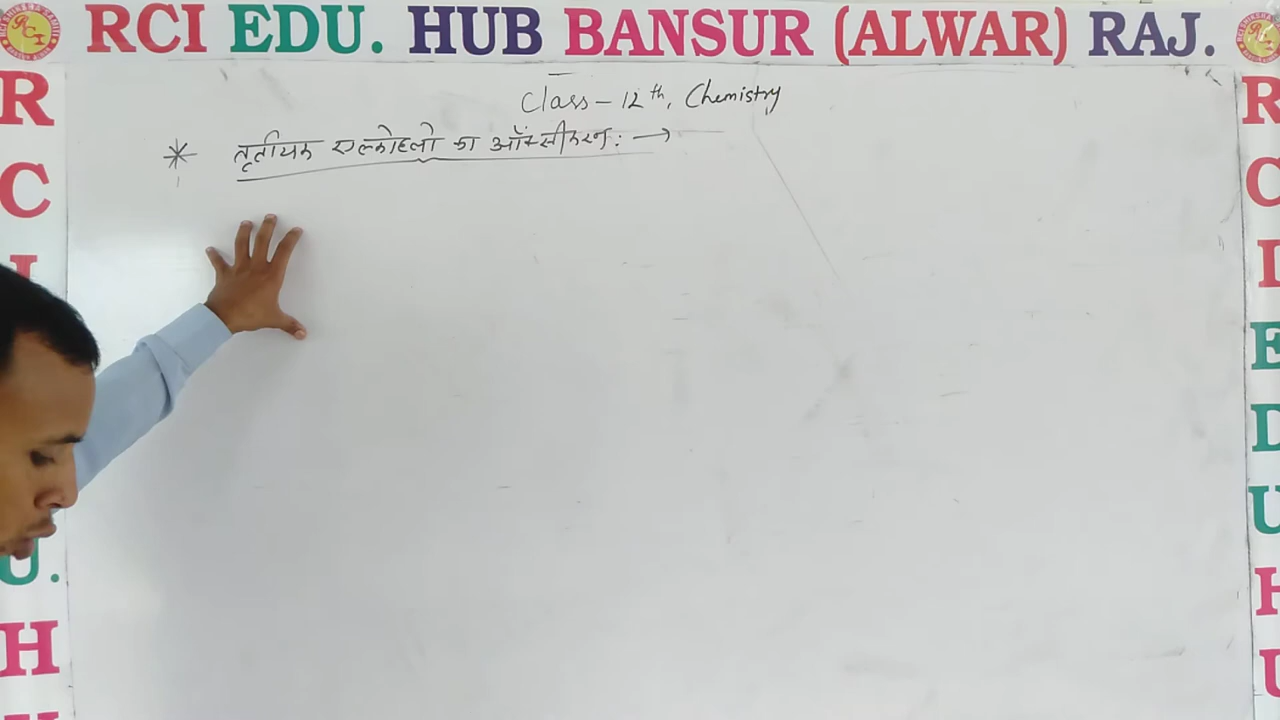 RCI EDU. HUB BANSUR (ALWAR) RAJ.
Class - 12th, Chemistry
* तृतीयक एल्कोहलो का ऑक्सीकरण : →
R
C
I
U.
H
R
C
I
E
D
U
H
U